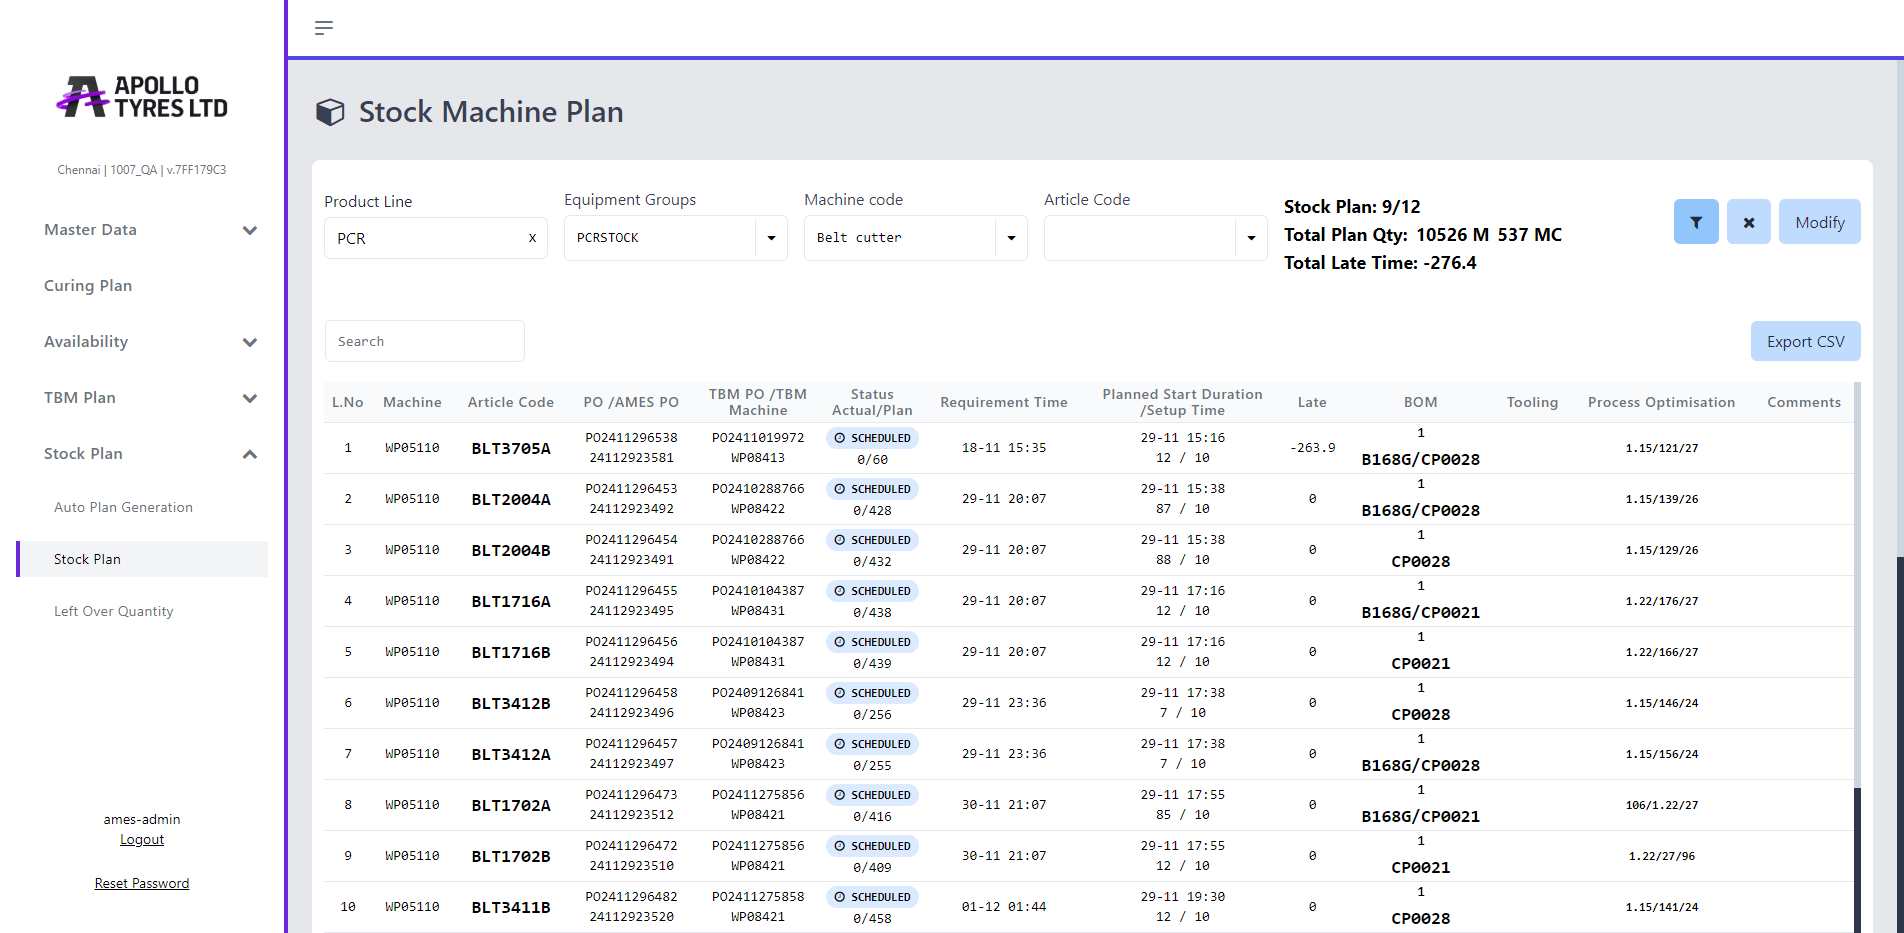 APOLLO
TYRES LTD
Chennai | 1007_QA | v.7FF179C3
Master Data
Curing Plan
Availability
TBM Plan
Stock Plan
Auto Plan Generation
Stock Plan
Left Over Quantity
ames-admin
Logout
Reset Password
Stock Machine Plan
Product Line
PCR x
Equipment Groups
PCRSTOCK
Machine code
Belt cutter
Article Code
Stock Plan: 9/12
Total Plan Qty: 10526 M 537 MC
Total Late Time: -276.4
Modify
Search
Export CSV
L.No Machine Article Code PO /AMES PO TBM PO /TBM Machine Status Actual/Plan Requirement Time Planned Start Duration /Setup Time Late BOM Tooling Process Optimisation Comments
1 WP05110 BLT3705A PO2411296538 24112923581 PO2411019972 WP08413 SCHEDULED 0/60 18-11 15:35 29-11 15:16 12 / 10 -263.9 1 B168G/CP0028 1.15/121/27
2 WP05110 BLT2004A PO2411296453 24112923492 PO2410288766 WP08422 SCHEDULED 0/428 29-11 20:07 29-11 15:38 87 / 10 0 1 B168G/CP0028 1.15/139/26
3 WP05110 BLT2004B PO2411296454 24112923491 PO2410288766 WP08422 SCHEDULED 0/432 29-11 20:07 29-11 15:38 88 / 10 0 1 CP0028 1.15/129/26
4 WP05110 BLT1716A PO2411296455 24112923495 PO2410104387 WP08431 SCHEDULED 0/438 29-11 20:07 29-11 17:16 12 / 10 0 1 B168G/CP0021 1.22/176/27
5 WP05110 BLT1716B PO2411296456 24112923494 PO2410104387 WP08431 SCHEDULED 0/439 29-11 20:07 29-11 17:16 12 / 10 0 1 CP0021 1.22/166/27
6 WP05110 BLT3412B PO2411296458 24112923496 PO2409126841 WP08423 SCHEDULED 0/256 29-11 23:36 29-11 17:38 7 / 10 0 1 CP0028 1.15/146/24
7 WP05110 BLT3412A PO2411296457 24112923497 PO2409126841 WP08423 SCHEDULED 0/255 29-11 23:36 29-11 17:38 7 / 10 0 1 B168G/CP0028 1.15/156/24
8 WP05110 BLT1702A PO2411296473 24112923512 PO2411275856 WP08421 SCHEDULED 0/416 30-11 21:07 29-11 17:55 85 / 10 0 1 B168G/CP0021 106/1.22/27
9 WP05110 BLT1702B PO2411296472 24112923510 PO2411275856 WP08421 SCHEDULED 0/409 30-11 21:07 29-11 17:55 12 / 10 0 1 CP0021 1.22/27/96
10 WP05110 BLT3411B PO2411296482 24112923520 PO2411275858 WP08421 SCHEDULED 0/458 01-12 01:44 29-11 19:30 12 / 10 0 1 CP0028 1.15/141/24